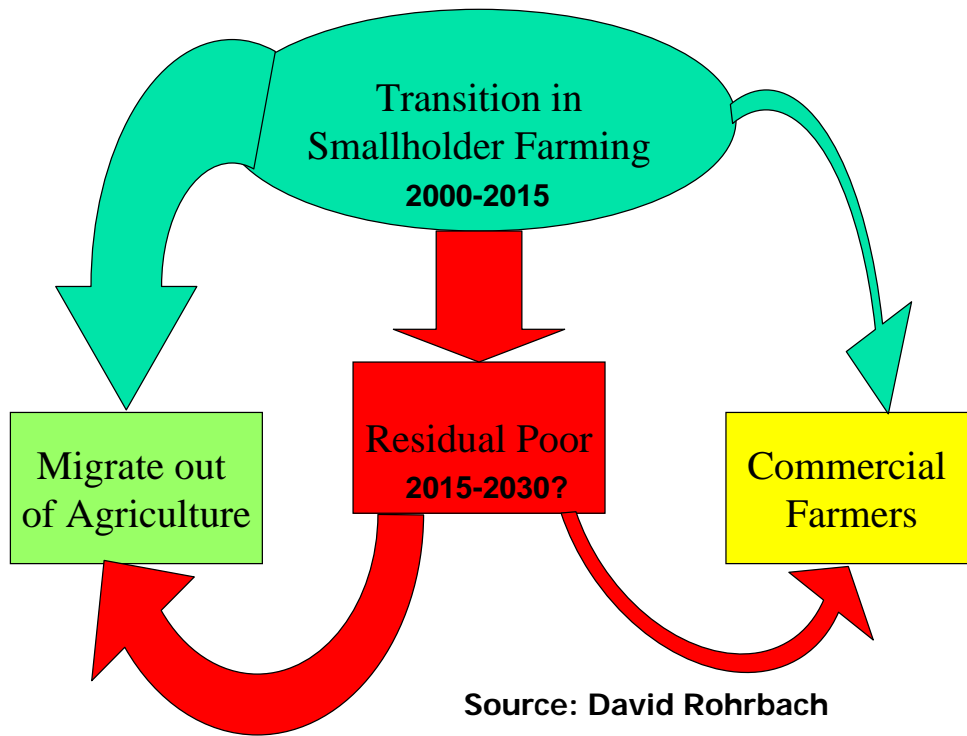 Transition in
Smallholder Farming
2000-2015
Migrate out
of Agriculture
Residual Poor
2015-2030?
Commercial
Farmers
Source: David Rohrbach